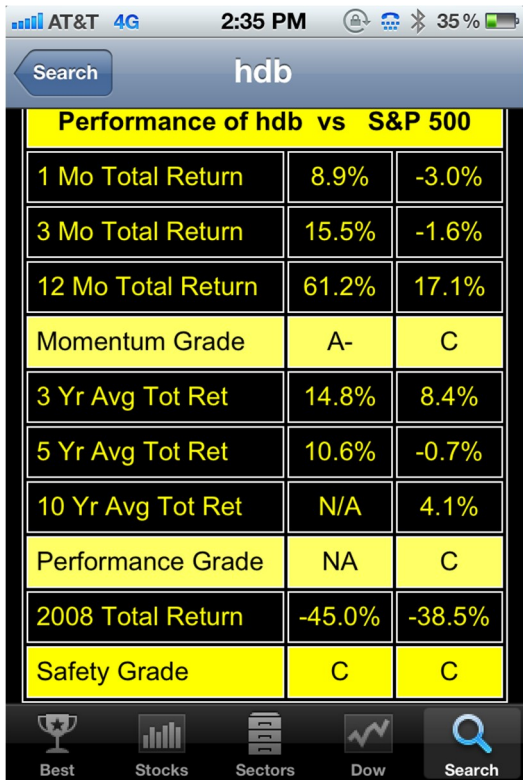 AT&T 4G 2:35 PM 35%
Search hdb
Performance of hdb vs S&P 500
1 Mo Total Return 8.9% -3.0%
3 Mo Total Return 15.5% -1.6%
12 Mo Total Return 61.2% 17.1%
Momentum Grade A- C
3 Yr Avg Tot Ret 14.8% 8.4%
5 Yr Avg Tot Ret 10.6% -0.7%
10 Yr Avg Tot Ret N/A 4.1%
Performance Grade NA C
2008 Total Return -45.0% -38.5%
Safety Grade C C
Best Stocks Sectors Dow Search